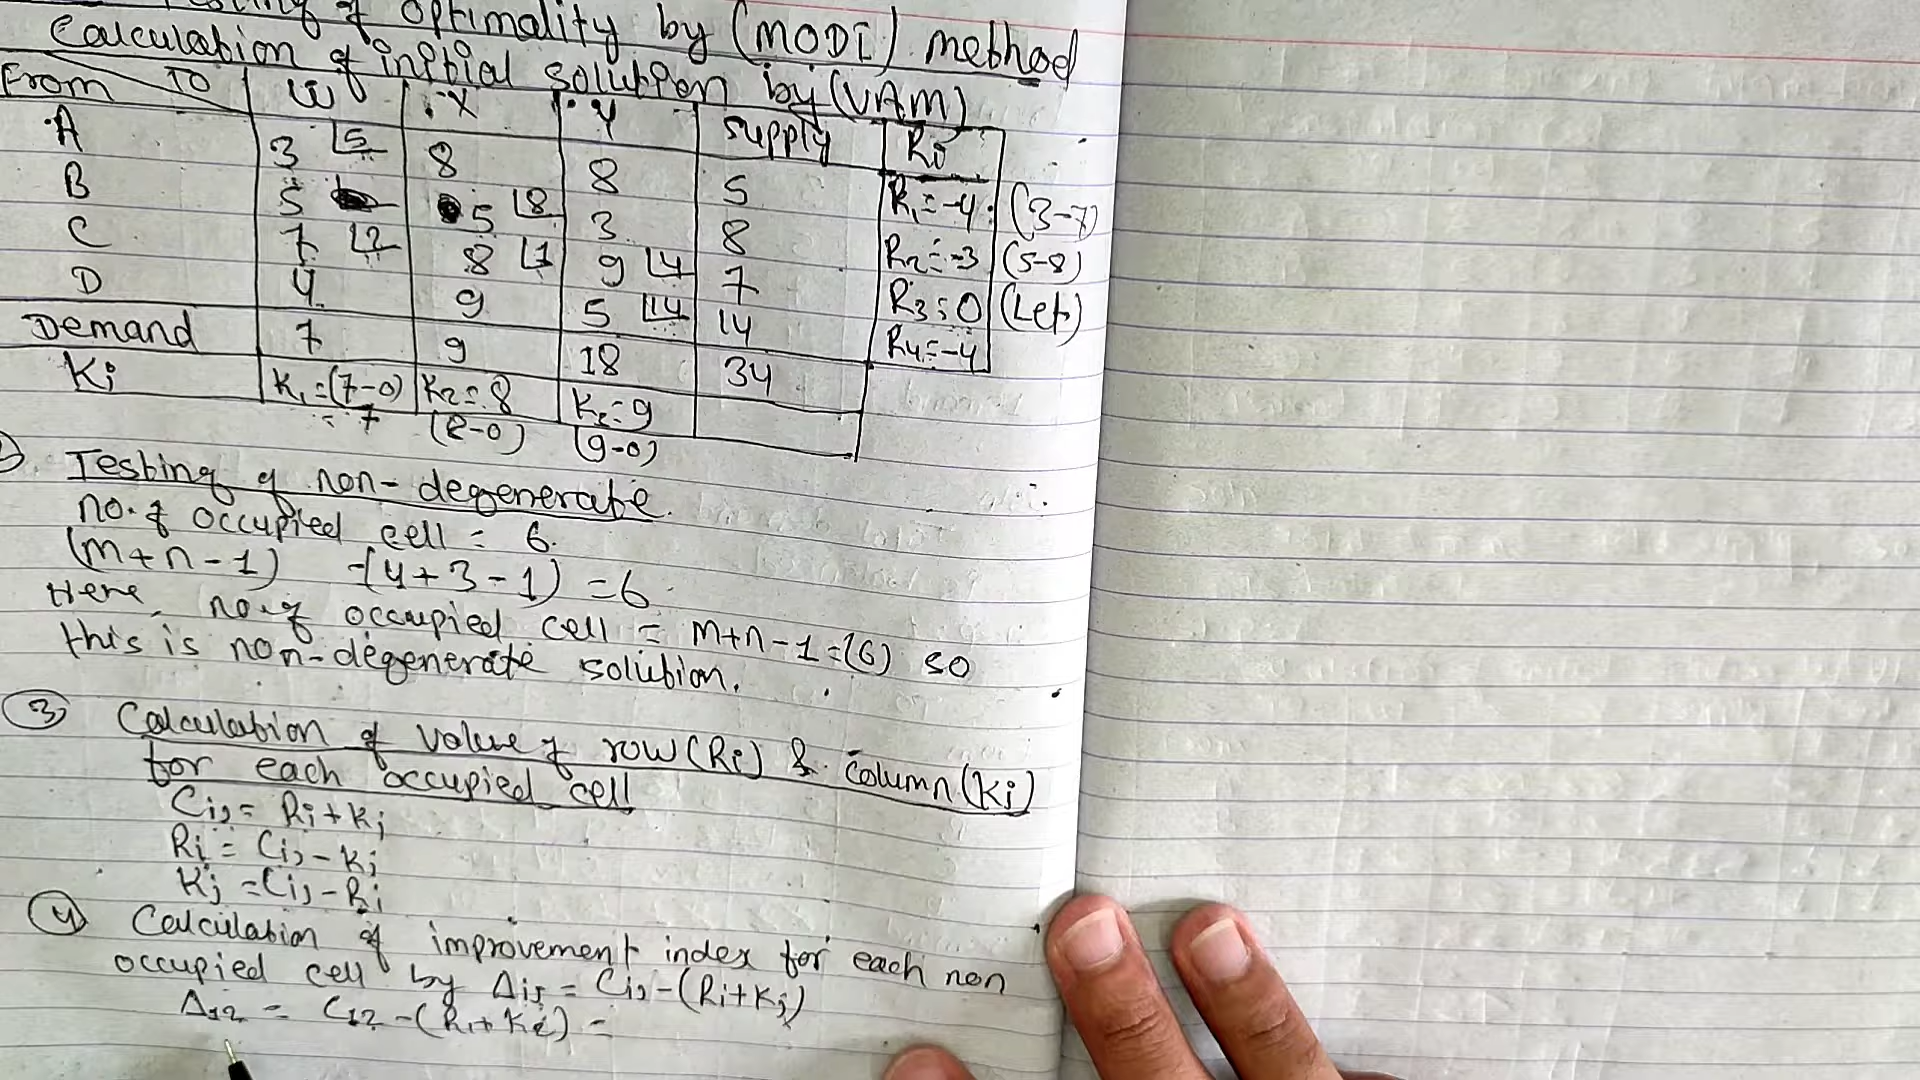 Testing of optimality by (MODI) method
Calculation of initial solution by (VAM)
From TO W X Y supply Ri
A 3 5 8 8 5 R1=-4 (3-7)
B 5 5 8 3 8 R2=-3 (5-8)
C 7 2 8 1 9 4 7 R3=0 (Let)
D 4 9 5 14 14 R4=-4
Demand 7 9 18 34
Kj K1=(7-0) K2=8 K3=9
=7 (8-0) (9-0)
Testing of non-degenerate
no. of occupied cell = 6.
(m+n-1) =(4+3-1) =6
Here, no. of occupied cell = m+n-1=(6) so
this is non-degenerate solution.
3 Calculation of value of row (Ri) & column (Kj)
for each occupied cell
Cij = Ri+Kj
Ri = Cij-Kj
Kj = Cij-Ri
4 Calculation of improvement index for each non
occupied cell by Δij = Cij-(Ri+Kj)
Δ12 = C12-(R1+K2) =